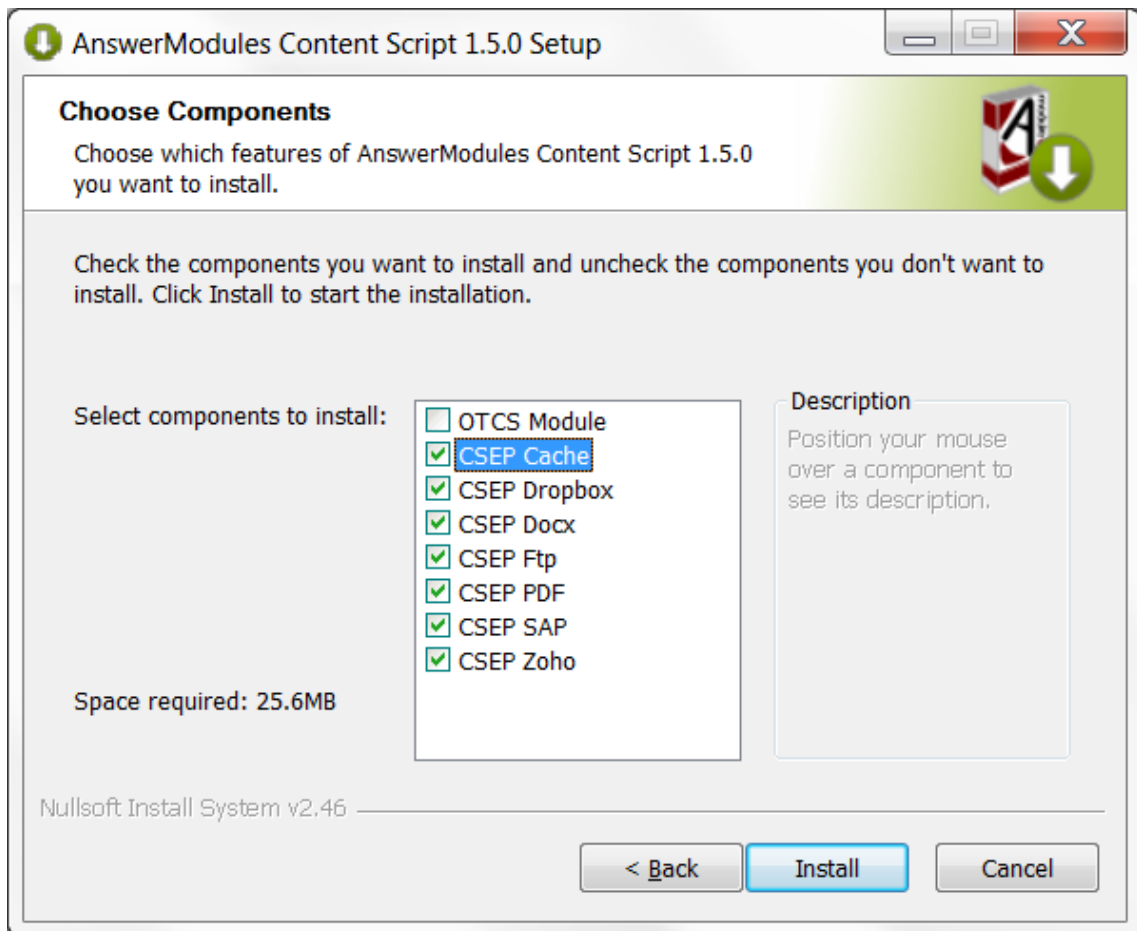 AnswerModules Content Script 1.5.0 Setup
Choose Components
Choose which features of AnswerModules Content Script 1.5.0
you want to install.
Check the components you want to install and uncheck the components you don't want to
install. Click Install to start the installation.
Select components to install:
OTCS Module
CSEP Cache
CSEP Dropbox
CSEP Docx
CSEP Ftp
CSEP PDF
CSEP SAP
CSEP Zoho
Description
Position your mouse
over a component to
see its description.
Space required: 25.6MB
Nullsoft Install System v2.46
< Back
Install
Cancel